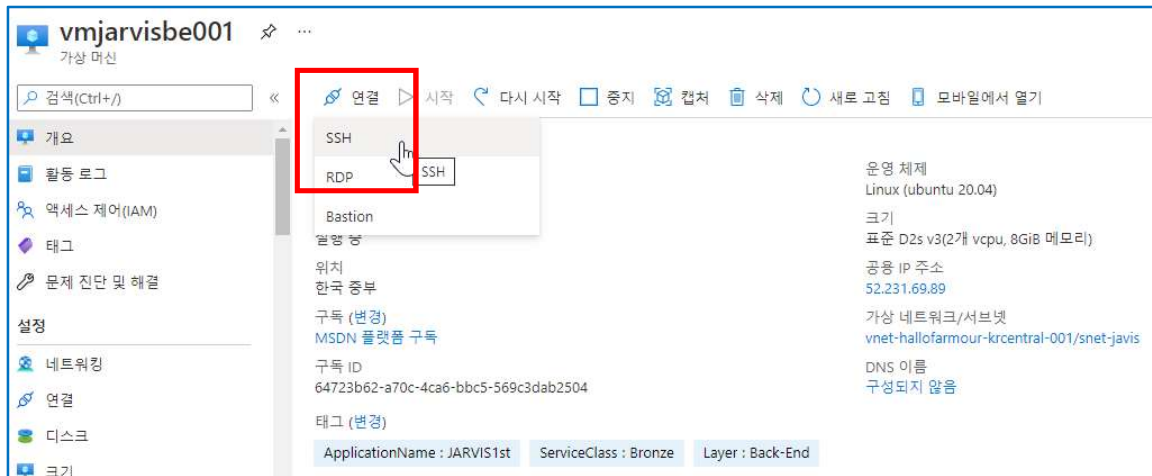 vmjarvisbe001
가상 머신
검색(Ctrl+/)
«
연결 시작 다시 시작 중지 캡처 삭제 새로 고침 모바일에서 열기
개요
활동 로그
액세스 제어(IAM)
태그
문제 진단 및 해결
설정
네트워킹
연결
디스크
크기
SSH
RDP
Bastion
SSH
실행 중
위치
한국 중부
구독 (변경)
MSDN 플랫폼 구독
구독 ID
64723b62-a70c-4ca6-bbc5-569c3dab2504
태그 (변경)
ApplicationName : JARVIS1st ServiceClass : Bronze Layer : Back-End
운영 체제
Linux (ubuntu 20.04)
크기
표준 D2s v3(2개 vcpu, 8GiB 메모리)
공용 IP 주소
52.231.69.89
가상 네트워크/서브넷
vnet-hallofarmour-krcentral-001/snet-javis
DNS 이름
구성되지 않음